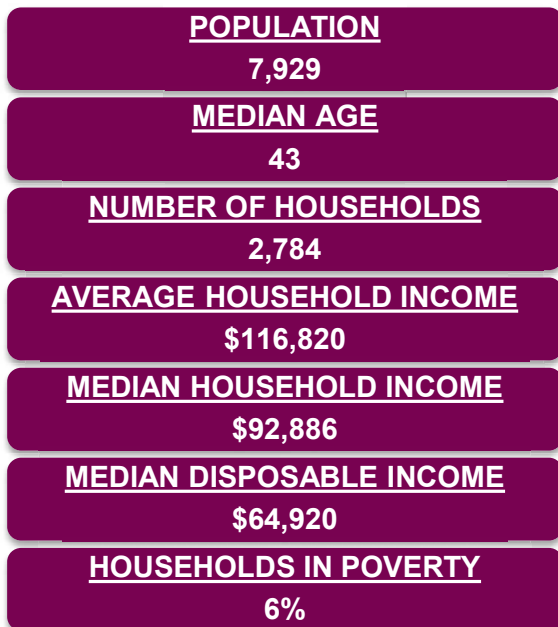 POPULATION
7,929
MEDIAN AGE
43
NUMBER OF HOUSEHOLDS
2,784
AVERAGE HOUSEHOLD INCOME
$116,820
MEDIAN HOUSEHOLD INCOME
$92,886
MEDIAN DISPOSABLE INCOME
$64,920
HOUSEHOLDS IN POVERTY
6%